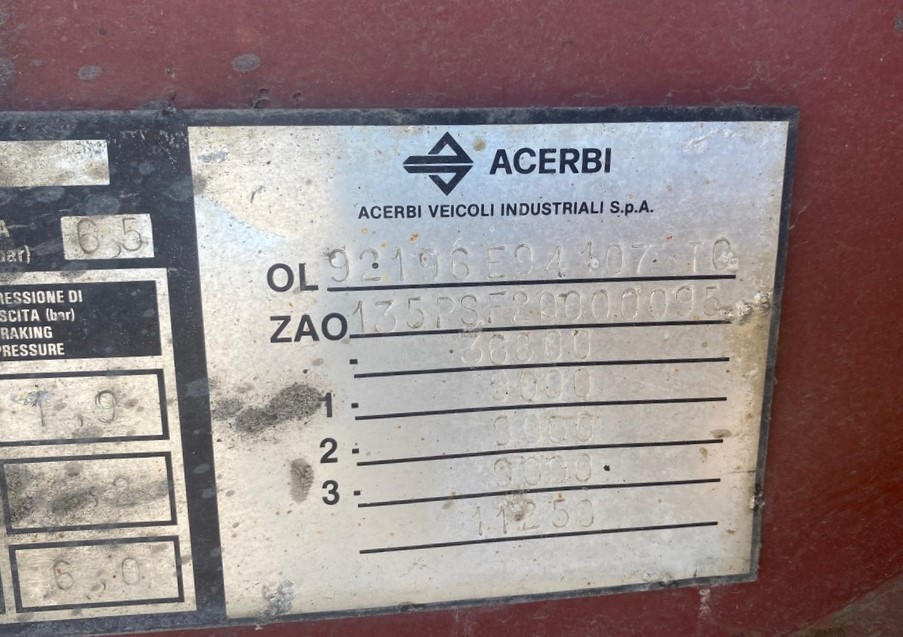 ACERBI
ACERBI VEICOLI INDUSTRIALI S.p.A.
A
6,5
bar)
OL
ZAO 135PSF20000095
RESSIONE DI
SCITA (bar)
RAKING
PRESSURE
-
1,9
1 - 9000
2 - 9000
3 - 9000
11250
6,0